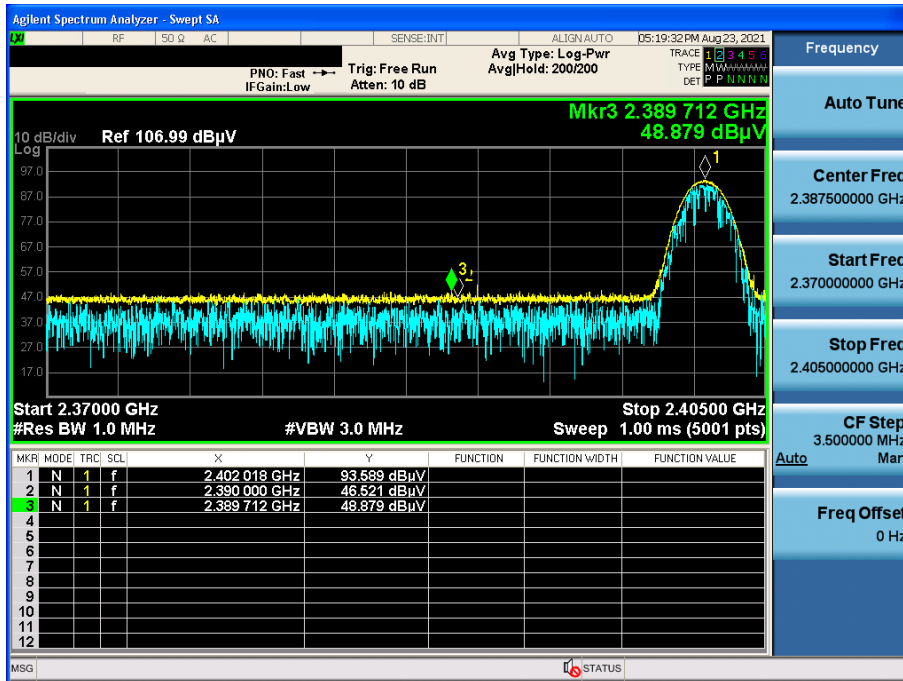 Agilent Spectrum Analyzer - Swept SA
LXI RF 50 Ω AC SENSE:INT ALIGN AUTO 05:19:32 PM Aug 23, 2021
PNO: Fast
IFGain:Low
Trig: Free Run
Atten: 10 dB
Avg Type: Log-Pwr
Avg|Hold: 200/200
TRACE 1 2 3 4 5 6
TYPE MWWWWW
DET P P N N N N
Mkr3 2.389 712 GHz
48.879 dBµV
10 dB/div Ref 106.99 dBµV
Log
97.0
87.0
77.0
67.0
57.0
47.0
37.0
27.0
17.0
1
3
2
Start 2.37000 GHz Stop 2.40500 GHz
#Res BW 1.0 MHz #VBW 3.0 MHz Sweep 1.00 ms (5001 pts)
MKR MODE TRC SCL X Y FUNCTION FUNCTION WIDTH FUNCTION VALUE
1 N 1 f 2.402 018 GHz 93.589 dBµV
2 N 1 f 2.390 000 GHz 46.521 dBµV
3 N 1 f 2.389 712 GHz 48.879 dBµV
4
5
6
7
8
9
10
11
12
MSG STATUS
Frequency
Auto Tune
Center Freq
2.387500000 GHz
Start Freq
2.370000000 GHz
Stop Freq
2.405000000 GHz
CF Step
3.500000 MHz
Auto Man
Freq Offset
0 Hz